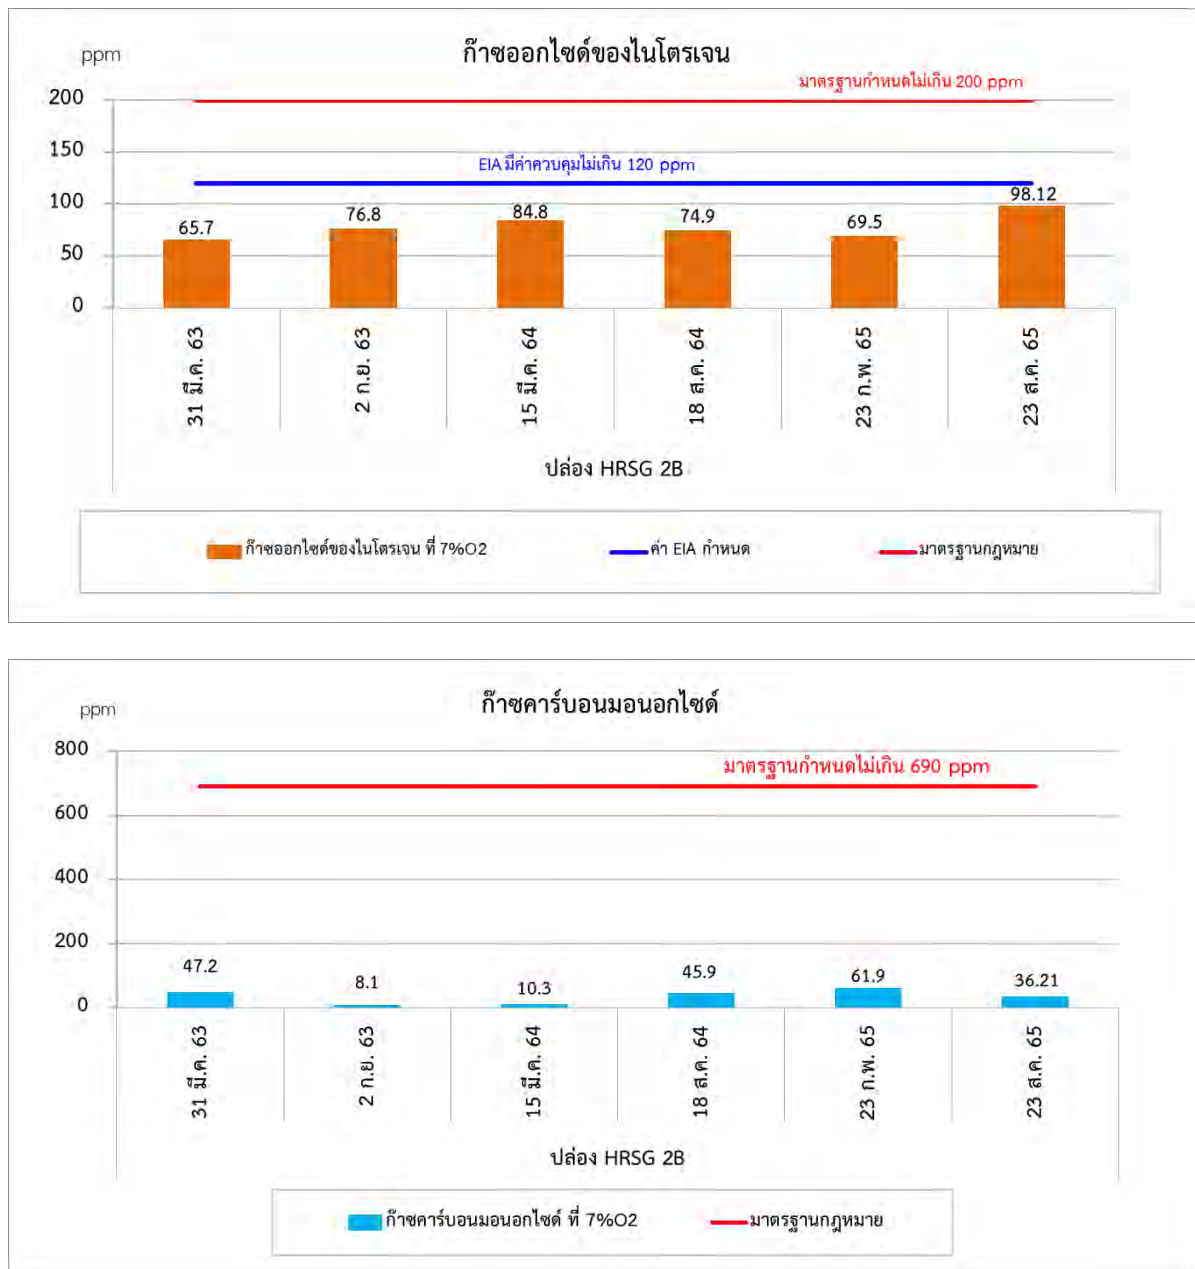 ก๊าซออกไซด์ของไนโตรเจน
ppm
มาตรฐานกำหนดไม่เกิน 200 ppm
200
150
EIA มีค่าควบคุมไม่เกิน 120 ppm
100
50
0
65.7
76.8
84.8
74.9
69.5
98.12
31 มี.ค. 63
2 ก.ย. 63
15 มี.ค. 64
18 ส.ค. 64
23 ก.พ. 65
23 ส.ค. 65
ปล่อง HRSG 2B
ก๊าซออกไซด์ของไนโตรเจน ที่ 7%O2
ค่า EIA กำหนด
มาตรฐานกฎหมาย
ก๊าซคาร์บอนมอนอกไซด์
ppm
800
มาตรฐานกำหนดไม่เกิน 690 ppm
600
400
200
0
47.2
8.1
10.3
45.9
61.9
36.21
31 มี.ค. 63
2 ก.ย. 63
15 มี.ค. 64
18 ส.ค. 64
23 ก.พ. 65
23 ส.ค. 65
ปล่อง HRSG 2B
ก๊าซคาร์บอนมอนอกไซด์ ที่ 7%O2
มาตรฐานกฎหมาย